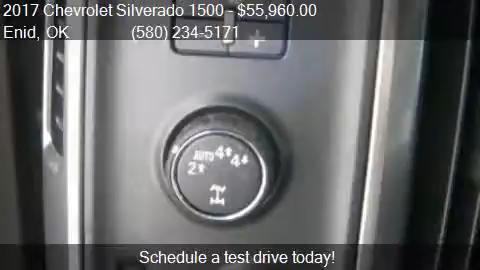 2017 Chevrolet Silverado 1500 - $55,960.00
Enid, OK (580) 234-5171
+
AUTO 4↑ 4↓
2↑
Schedule a test drive today!